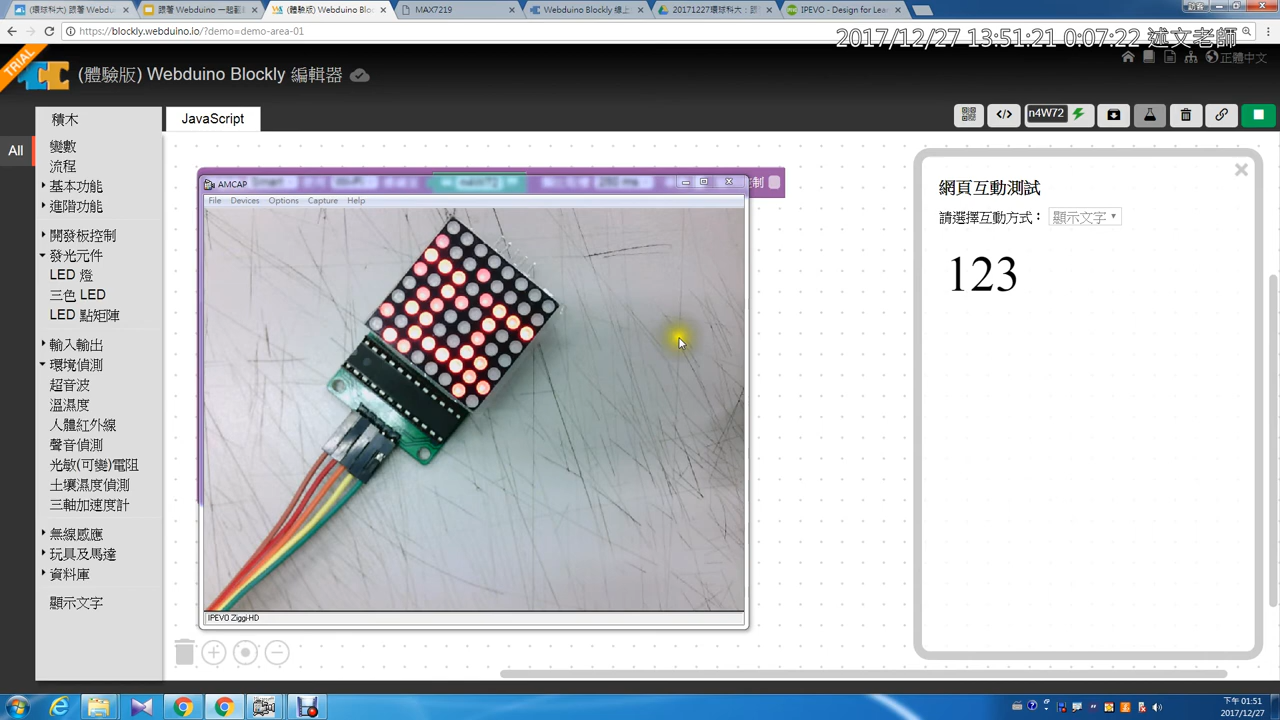 (環球科大) 跟著 Webd
跟著 Webduino 一起翻
(體驗版) Webduino Bl
MAX7219
Webduino Blockly 線上
20171227環球科大：跟
IPEVO - Design for Lea
訪客
https://blockly.webduino.io/?demo=demo-area-01
2017/12/27 13:51:21 0:07:22 述文老師
TRIAL
(體驗版) Webduino Blockly 編輯器
正體中文
積木
JavaScript
n4W72
All
變數
流程
基本功能
進階功能
開發板控制
發光元件
LED 燈
三色 LED
LED 點矩陣
輸入輸出
環境偵測
超音波
溫濕度
人體紅外線
聲音偵測
光敏(可變)電阻
土壤濕度偵測
三軸加速度計
無線感應
玩具及馬達
資料庫
顯示文字
AMCAP
File Devices Options Capture Help
IPEVO Ziggi-HD
網頁互動測試
請選擇互動方式： 顯示文字
123
下午 01:51
2017/12/27